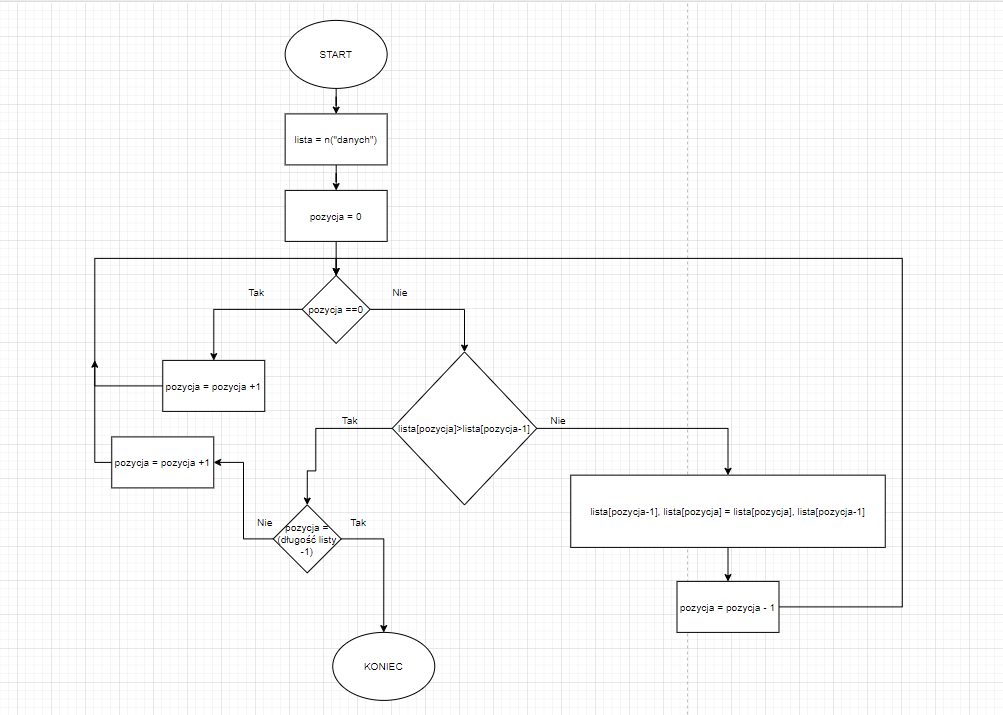 START
lista = n("danych")
pozycja = 0
Tak
Nie
pozycja ==0
pozycja = pozycja +1
Tak
lista[pozycja]>lista[pozycja-1]
Nie
pozycja = pozycja +1
lista[pozycja-1], lista[pozycja] = lista[pozycja], lista[pozycja-1]
Nie
pozycja =
(długość listy
-1)
Tak
pozycja = pozycja - 1
KONIEC